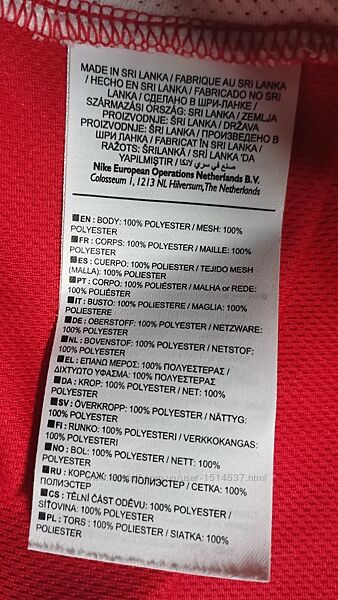 MADE IN SRI LANKA / FABRIQUE AU SRI LANKA
/ HECHO EN SRI LANKA / FABRICADO NO SRI
LANKA / СДЕЛАНО В ШРИ-ЛАНКЕ /
SZÁRMAZÁSI ORSZÁG: SRI LANKA / ZEMLJA
PROIZVODNJE: ŠRI LANKA / DRŽAVA
PROIZVODNJE: ŠRI LANKA / ПРОИЗВЕДЕНО В
ШРИ ЛАНКА / FABRICAT ÎN SRI LANKA /
RAŽOTS: ŠRILANKĀ / SRI LANKA 'DA
YAPILMIŞTIR / صنع في سري لانكا
Nike European Operations Netherlands B.V.
Colosseum 1, 1213 NL Hilversum, The Netherlands
EN : BODY: 100% POLYESTER / MESH: 100%
POLYESTER
FR : CORPS: 100% POLYESTER / MAILLE: 100%
POLYESTER
ES : CUERPO: 100% POLIÉSTER / TEJIDO MESH
(MALLA): 100% POLIÉSTER
PT : CORPO: 100% POLIÉSTER / MALHA or REDE:
100% POLIÉSTER
IT : BUSTO: 100% POLIESTERE / MAGLIA: 100%
POLIESTERE
DE : OBERSTOFF: 100% POLYESTER / NETZWARE:
100% POLYESTER
NL : BOVENSTOF: 100% POLYESTER / NETSTOF:
100% POLYESTER
EL : ΕΠΑΝΩ ΜΕΡΟΣ: 100% ΠΟΛΥΕΣΤΕΡΑΣ /
ΔΙΧΤΥΩΤΟ ΥΦΑΣΜΑ: 100% ΠΟΛΥΕΣΤΕΡΑΣ
DA : KROP: 100% POLYESTER / NET: 100%
POLYESTER
SV : ÖVERKROPP: 100% POLYESTER / NÄTTYG:
100% POLYESTER
FI : RUNKO: 100% POLYESTERI / VERKKOKANGAS:
100% POLYESTERI
NO : BOL: 100% POLYESTER / NETT: 100%
POLYESTER
RU : КОРСАЖ: 100% ПОЛИЭСТЕР / СЕТКА: 100%
ПОЛИЭСТЕР
CS : TĚLNÍ ČÁST ODĚVU: 100% POLYESTER /
SÍŤOVINA: 100% POLYESTER
PL : TORS : 100% POLIESTER / SIATKA: 100%
POLIESTER
user-1514637.html